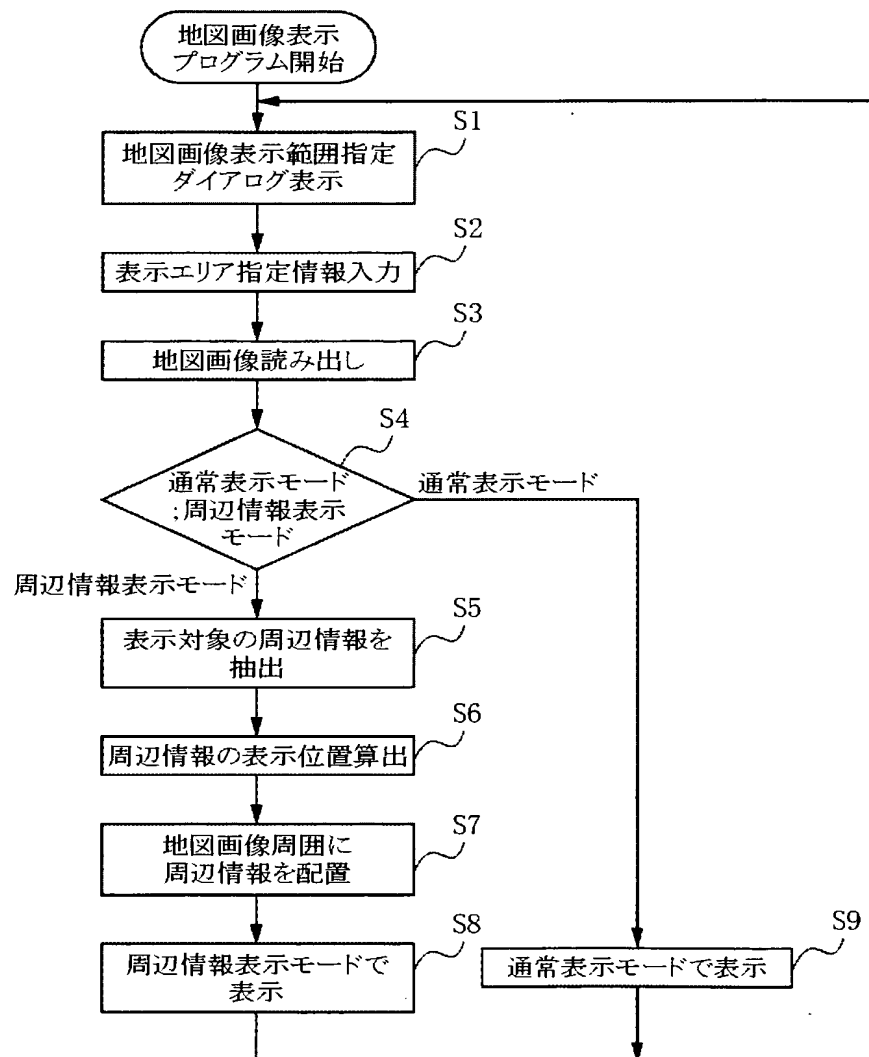 地図画像表示
プログラム開始
S1
地図画像表示範囲指定
ダイアログ表示
S2
表示エリア指定情報入力
S3
地図画像読み出し
S4
通常表示モード
;周辺情報表示
モード
通常表示モード
周辺情報表示モード
S5
表示対象の周辺情報を
抽出
S6
周辺情報の表示位置算出
S7
地図画像周囲に
周辺情報を配置
S8
周辺情報表示モードで
表示
S9
通常表示モードで表示